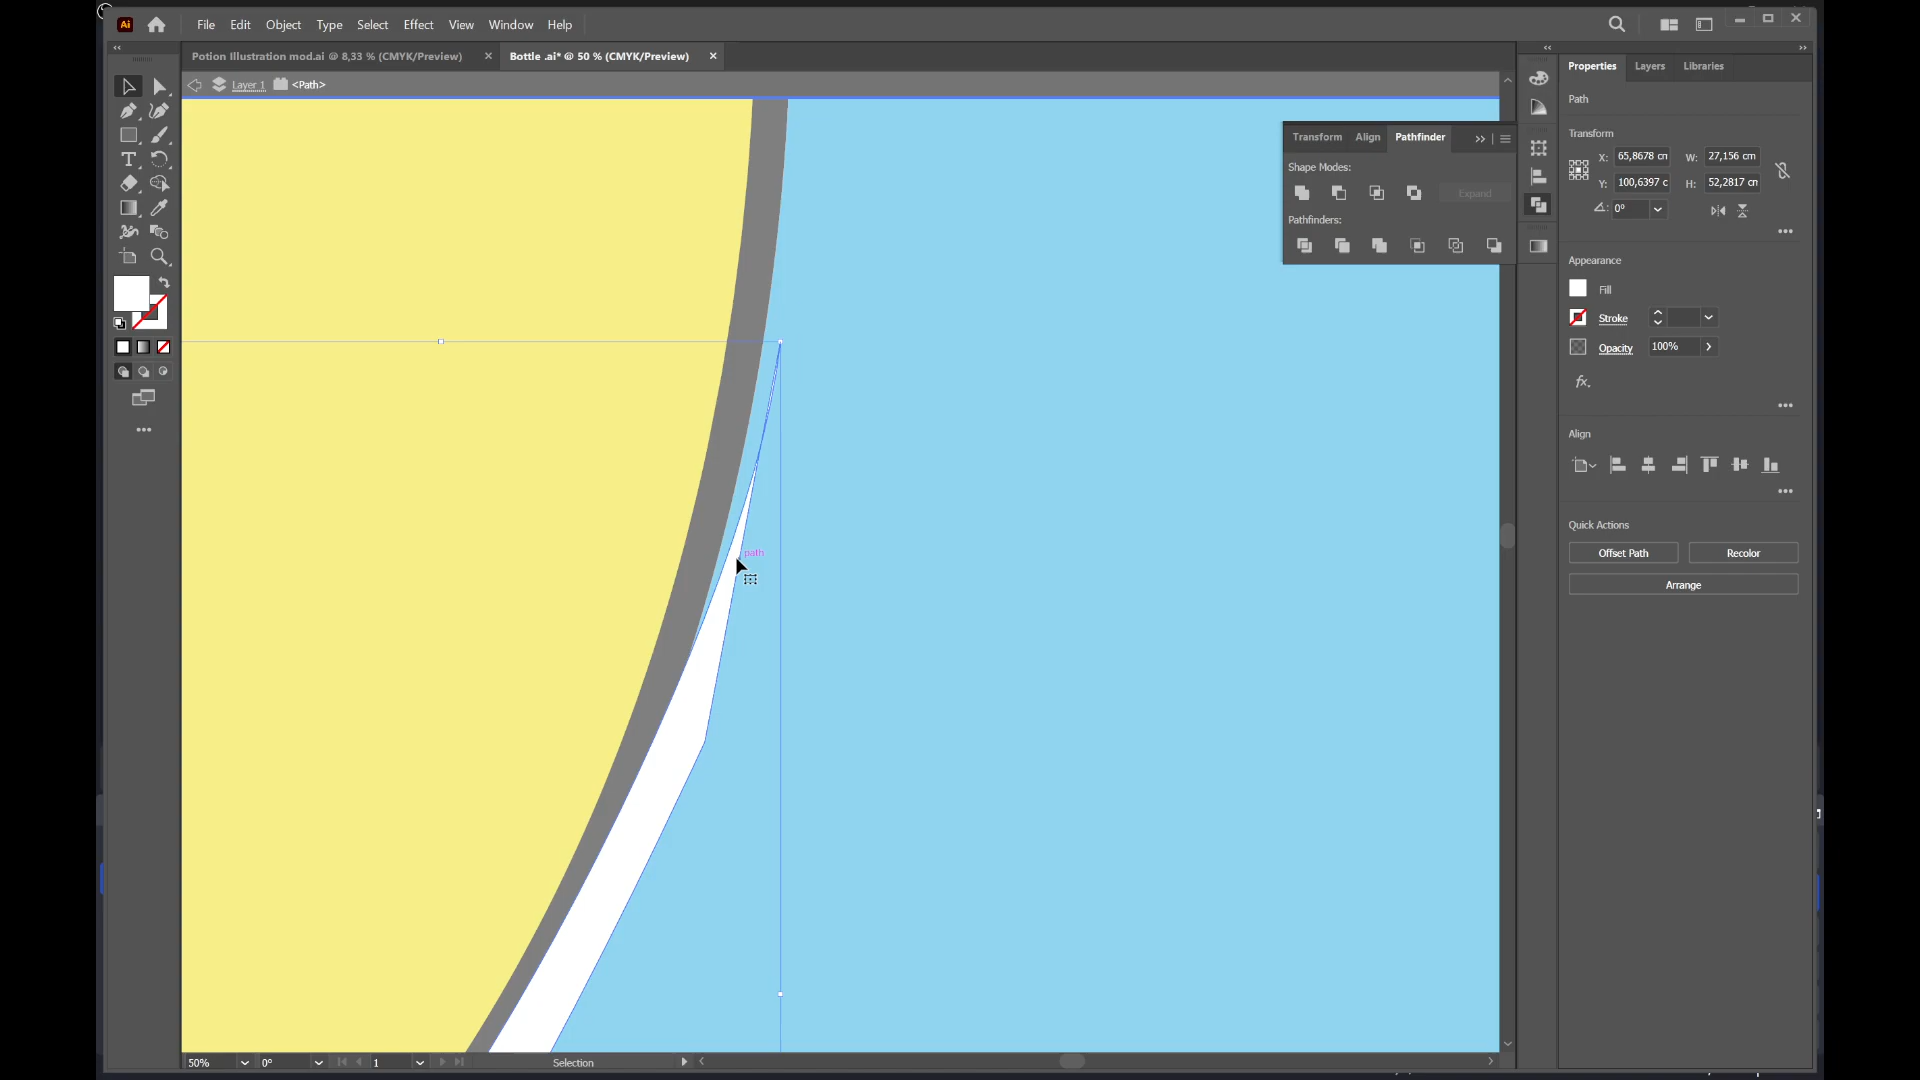 Ai File Edit Object Type Select Effect View Window Help
Potion Illustration mod.ai @ 8,33 % (CMYK/Preview) × Bottle .ai* @ 50 % (CMYK/Preview) ×
Layer 1 <Path>
Transform Align Pathfinder
Shape Modes:
Expand
Pathfinders:
path
Properties Layers Libraries
Path
Transform
X: 65,8678 cm W: 27,156 cm
Y: 100,6397 c H: 52,2817 cm
0°
Appearance
Fill
Stroke
Opacity 100%
fx.
Align
Quick Actions
Offset Path Recolor
Arrange
50% 0° 1 Selection